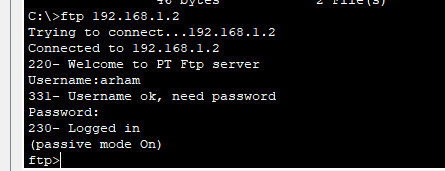 46 bytes 2 File(s)
C:\>ftp 192.168.1.2
Trying to connect...192.168.1.2
Connected to 192.168.1.2
220- Welcome to PT Ftp server
Username:arham
331- Username ok, need password
Password:
230- Logged in
(passive mode On)
ftp>